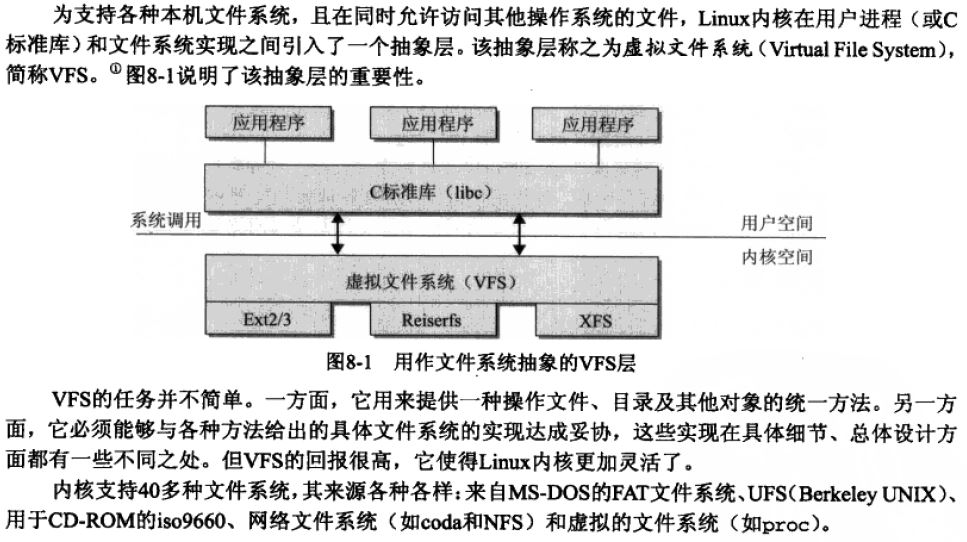 为支持各种本机文件系统，且在同时允许访问其他操作系统的文件，Linux内核在用户进程（或C
标准库）和文件系统实现之间引入了一个抽象层。该抽象层称之为虚拟文件系统（Virtual File System），
简称VFS。①图8-1说明了该抽象层的重要性。
应用程序 应用程序 应用程序
C标准库（libc）
系统调用 用户空间
内核空间
虚拟文件系统（VFS）
Ext2/3 Reiserfs XFS
图8-1 用作文件系统抽象的VFS层
VFS的任务并不简单。一方面，它用来提供一种操作文件、目录及其他对象的统一方法。另一方
面，它必须能够与各种方法给出的具体文件系统的实现达成妥协，这些实现在具体细节、总体设计方
面都有一些不同之处。但VFS的回报很高，它使得Linux内核更加灵活了。
内核支持40多种文件系统，其来源各种各样：来自MS-DOS的FAT文件系统、UFS（Berkeley UNIX）、
用于CD-ROM的iso9660、网络文件系统（如coda和NFS）和虚拟的文件系统（如proc）。